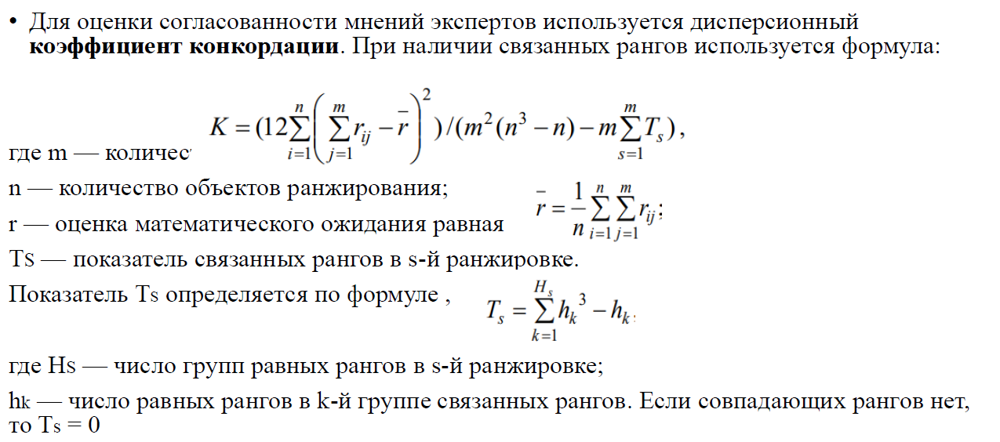 • Для оценки согласованности мнений экспертов используется дисперсионный
коэффициент конкордации. При наличии связанных рангов используется формула:
K = (12 \sum_{i=1}^{n} ( \sum_{j=1}^{m} r_{ij} − \bar{r} )^2 ) / (m^2 (n^3 − n) − m \sum_{s=1}^{m} T_s ),
где m — количес
n — количество объектов ранжирования;
r — оценка математического ожидания равная
\bar{r} = \frac{1}{n} \sum_{i=1}^{n} \sum_{j=1}^{m} r_{ij};
Ts — показатель связанных рангов в s-й ранжировке.
Показатель Ts определяется по формуле ,
T_s = \sum_{k=1}^{H_s} h_k^3 − h_k
где Hs — число групп равных рангов в s-й ранжировке;
hk — число равных рангов в k-й группе связанных рангов. Если совпадающих рангов нет,
то Ts = 0